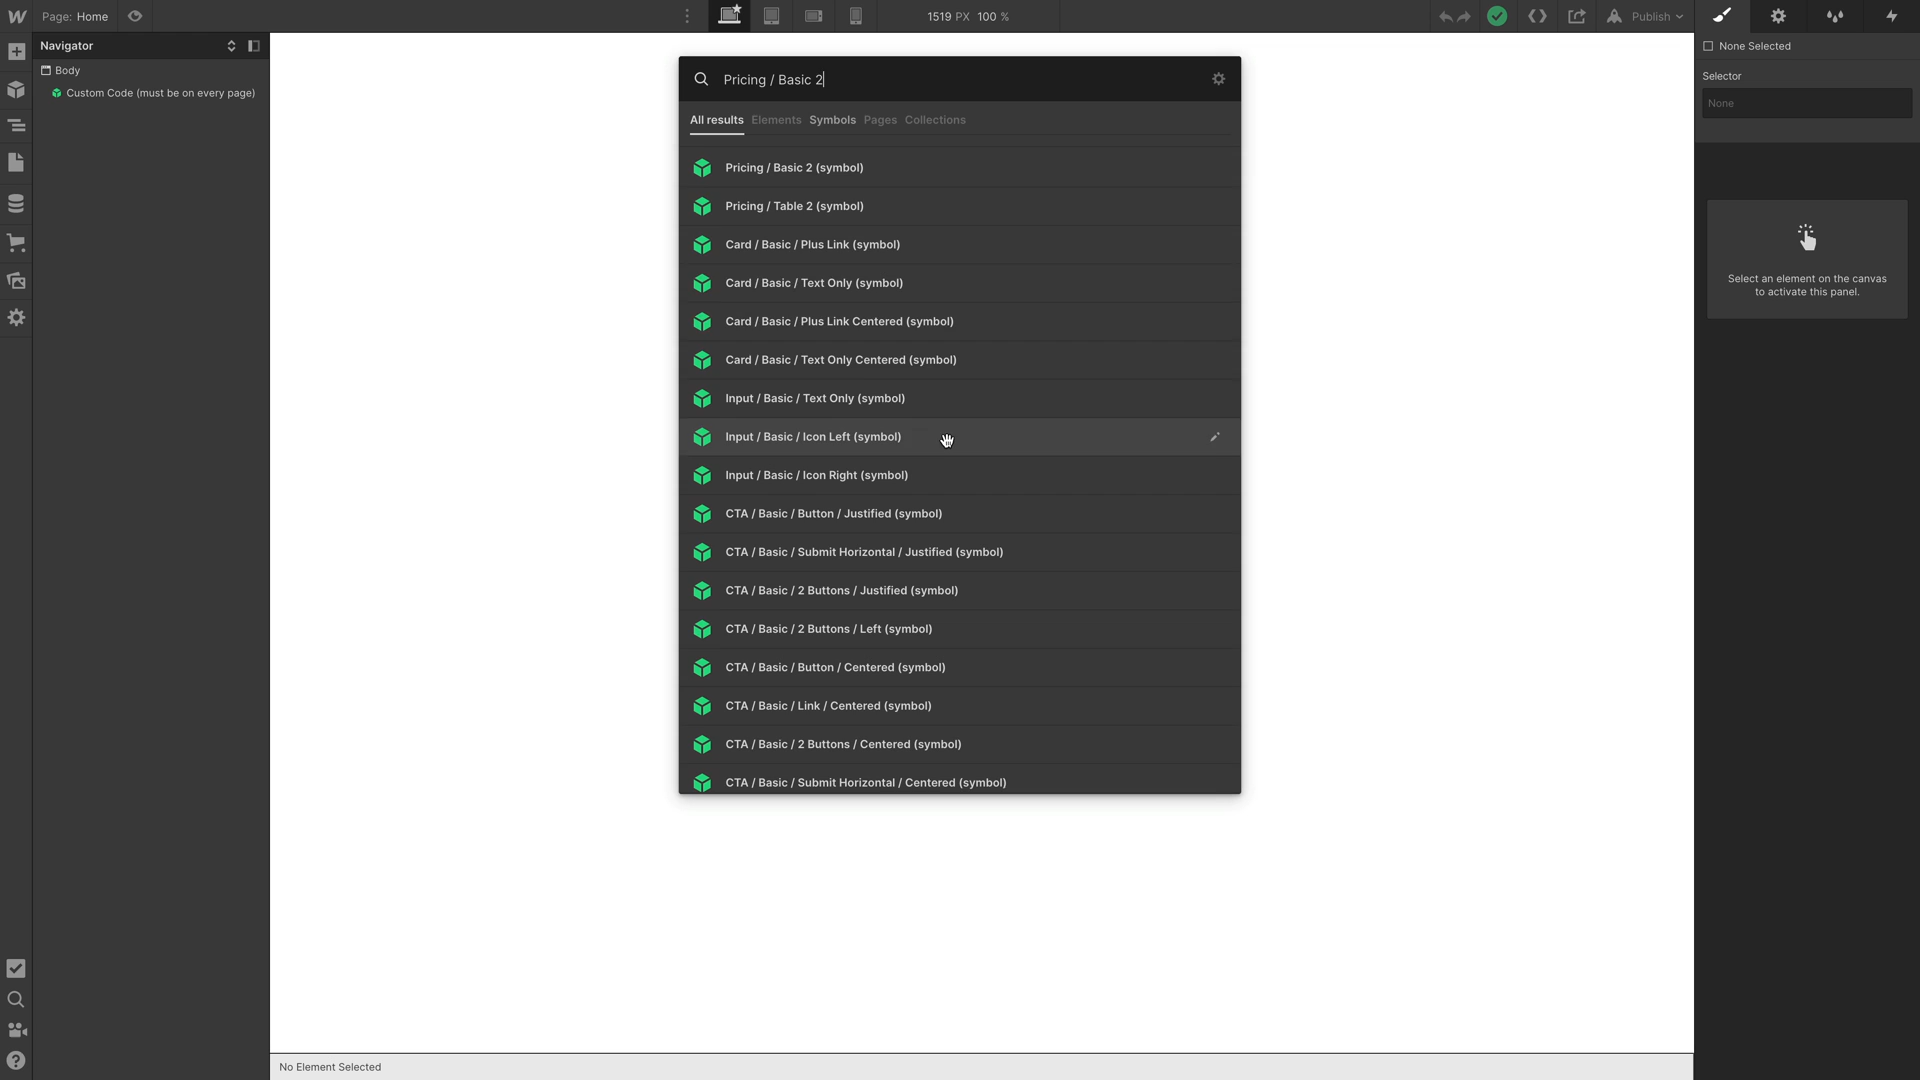 Page: Home
1519 PX 100 %
Publish
Navigator
Body
Custom Code (must be on every page)
Pricing / Basic 2
All results Elements Symbols Pages Collections
Pricing / Basic 2 (symbol)
Pricing / Table 2 (symbol)
Card / Basic / Plus Link (symbol)
Card / Basic / Text Only (symbol)
Card / Basic / Plus Link Centered (symbol)
Card / Basic / Text Only Centered (symbol)
Input / Basic / Text Only (symbol)
Input / Basic / Icon Left (symbol)
Input / Basic / Icon Right (symbol)
CTA / Basic / Button / Justified (symbol)
CTA / Basic / Submit Horizontal / Justified (symbol)
CTA / Basic / 2 Buttons / Justified (symbol)
CTA / Basic / 2 Buttons / Left (symbol)
CTA / Basic / Button / Centered (symbol)
CTA / Basic / Link / Centered (symbol)
CTA / Basic / 2 Buttons / Centered (symbol)
CTA / Basic / Submit Horizontal / Centered (symbol)
None Selected
Selector
None
Select an element on the canvas
to activate this panel.
No Element Selected